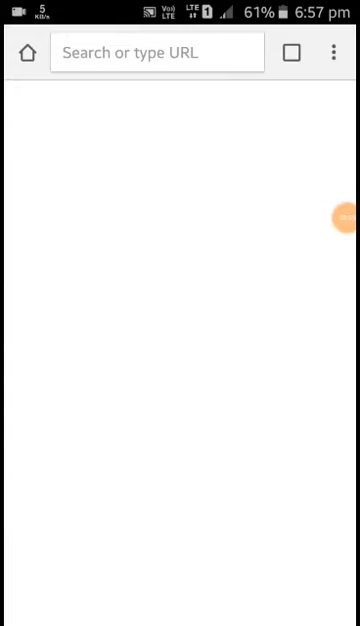 5
KB/s
Vo))
LTE
LTE
1
61%
6:57 pm
Search or type URL